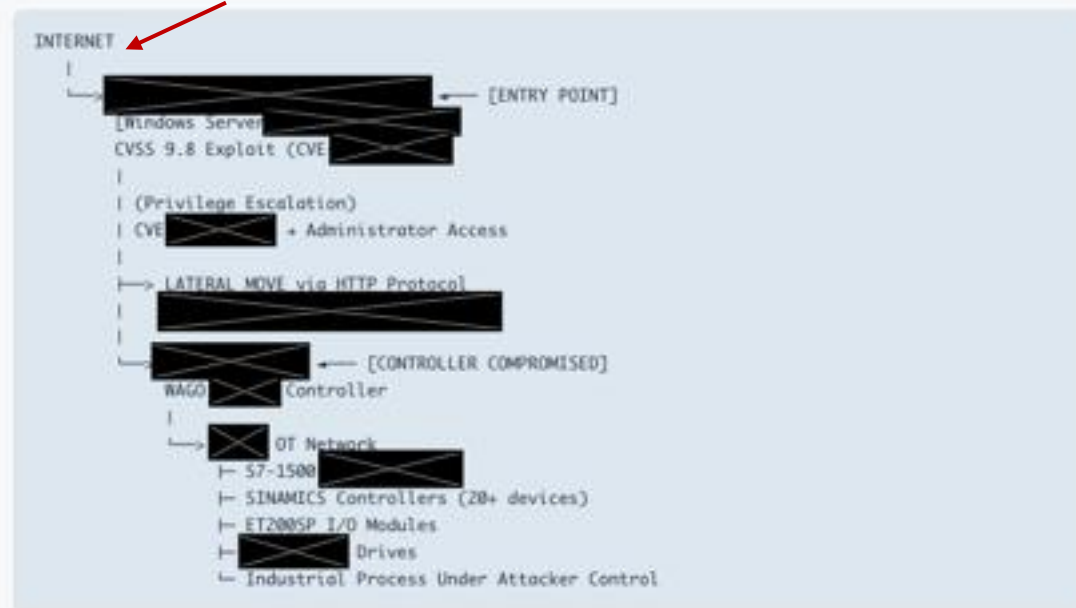 INTERNET
[ENTRY POINT]
[Windows Server
CVSS 9.8 Exploit (CVE
(Privilege Escalation)
CVE + Administrator Access
LATERAL MOVE via HTTP Protocol
[CONTROLLER COMPROMISED]
WAGO Controller
OT Network
S7-1500
SINAMICS Controllers (20+ devices)
ET200SP I/O Modules
Drives
Industrial Process Under Attacker Control